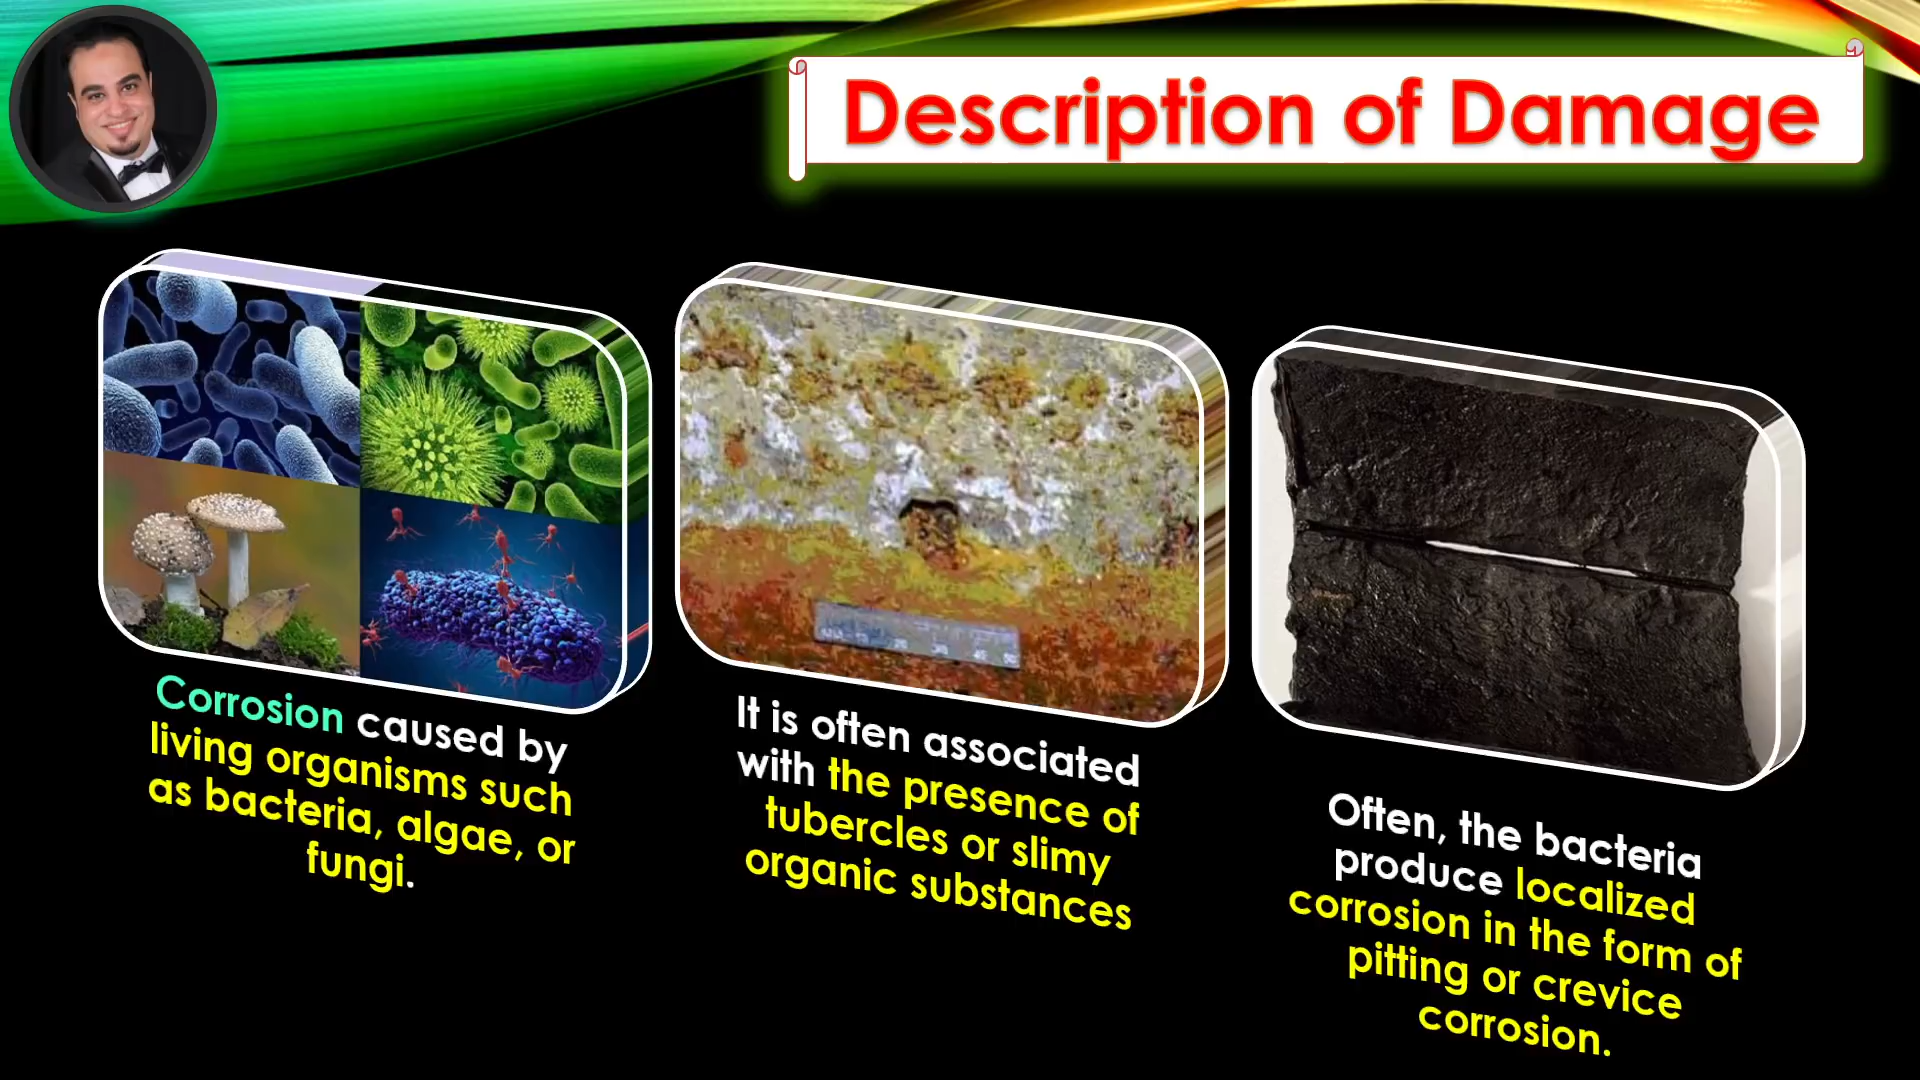 Description of Damage
Corrosion caused by
living organisms such
as bacteria, algae, or
fungi.
It is often associated
with the presence of
tubercles or slimy
organic substances
Often, the bacteria
produce localized
corrosion in the form of
pitting or crevice
corrosion.